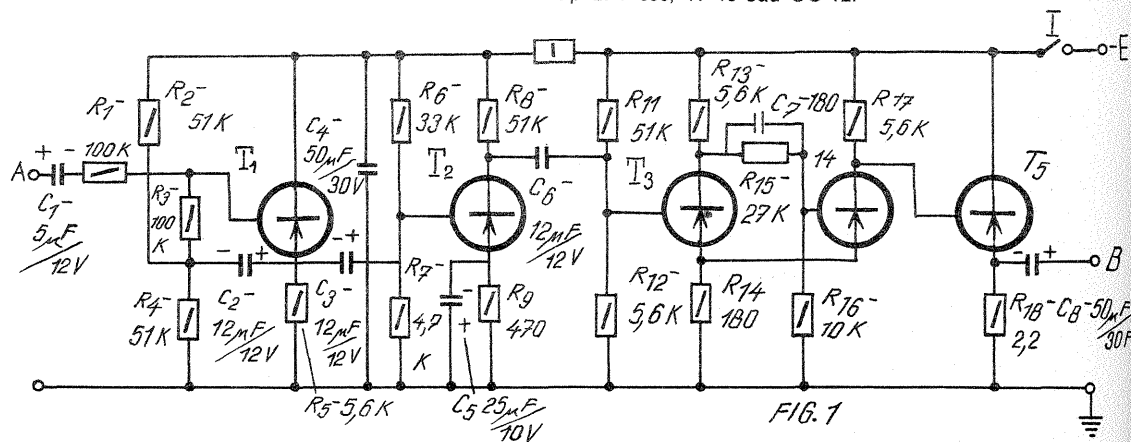 I
-E
R1-
R2-
51K
R6-
33K
R8-
51K
R11
51K
R13-
5,6K
C7-180
R17
5,6K
A
+ -
100K
T1
C4-
50µF
30V
T2
C6-
12µF
12V
T3
R15-
27K
14
T5
C1-
5µF
12V
R3-
100
K
- +
- +
R7-
4,7
K
- +
B
R4-
51K
C2-
12µF
12V
C3-
12µF
12V
-
+
R9
470
R12-
5,6K
R14
180
R16-
10K
R18-
2,2
C8-50µF
R5-5,6K
C5 25µF
10V
FIG. 1